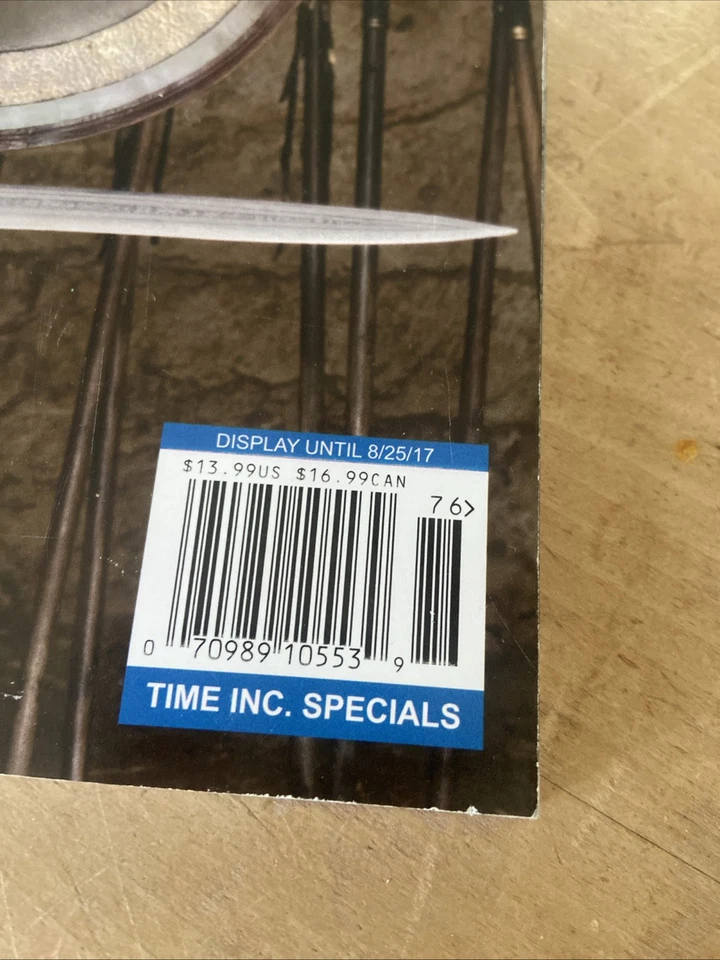 DISPLAY UNTIL 8/25/17
$13.99US $16.99CAN
76>
0 70989 10553 9
TIME INC. SPECIALS